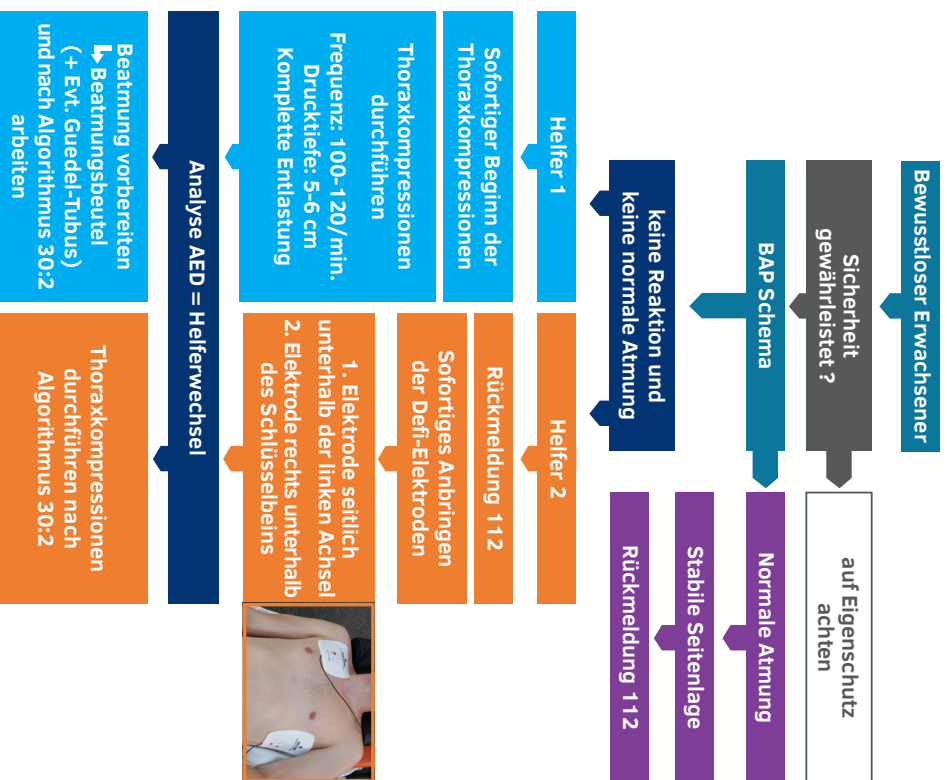 Bewusstloser Erwachsener
Sicherheit
gewährleistet ?
auf Eigenschutz
achten
BAP Schema
Normale Atmung
Stabile Seitenlage
Rückmeldung 112
keine Reaktion und
keine normale Atmung
Helfer 1
Sofortiger Beginn der
Thoraxkompressionen
Thoraxkompressionen
durchführen
Frequenz: 100-120/min.
Drucktiefe: 5-6 cm
Komplette Entlastung
Helfer 2
Rückmeldung 112
Sofortiges Anbringen
der Defi-Elektroden
1. Elektrode seitlich
unterhalb der linken Achsel
2. Elektrode rechts unterhalb
des Schlüsselbeins
Analyse AED = Helferwechsel
Beatmung vorbereiten
↳ Beatmungsbeutel
(+ Evt. Guedel-Tubus)
und nach Algorithmus 30:2
arbeiten
Thoraxkompressionen
durchführen nach
Algorithmus 30:2